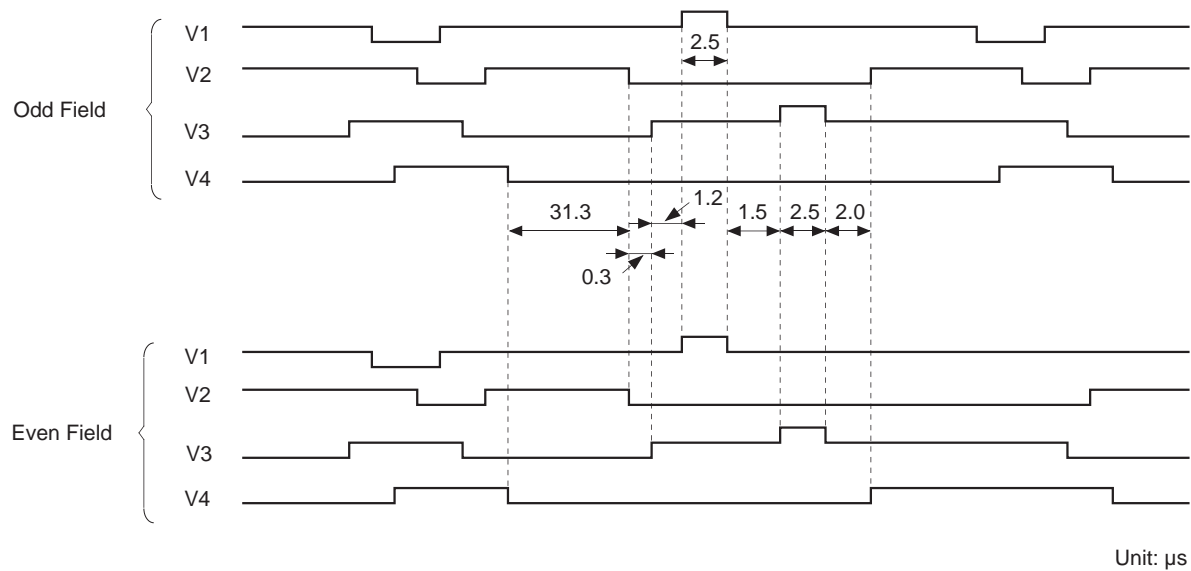 Odd Field
V1
2.5
V2
V3
V4
31.3
1.2
1.5
2.5
2.0
0.3
Even Field
V1
V2
V3
V4
Unit: μs